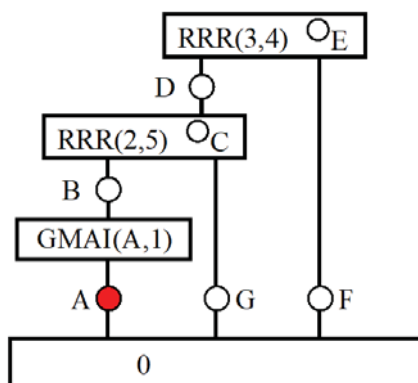 RRR(3,4) E
D
RRR(2,5) C
B
GMAI(A,1)
A G F
0